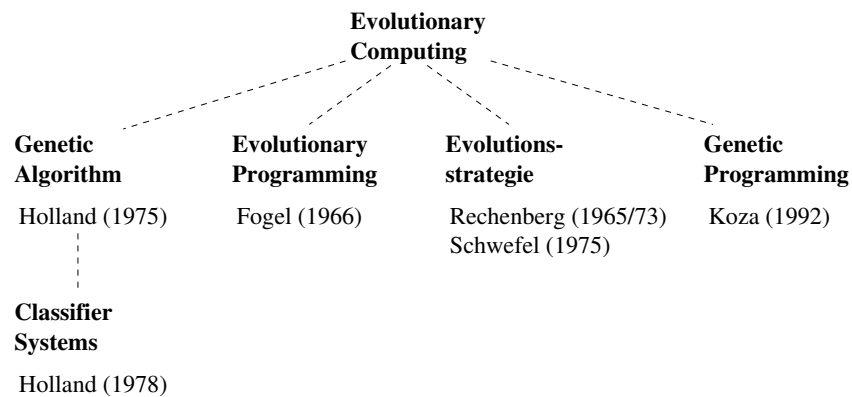 Evolutionary
Computing
Genetic
Algorithm
Holland (1975)
Evolutionary
Programming
Fogel (1966)
Evolutions-
strategie
Rechenberg (1965/73)
Schwefel (1975)
Genetic
Programming
Koza (1992)
Classifier
Systems
Holland (1978)